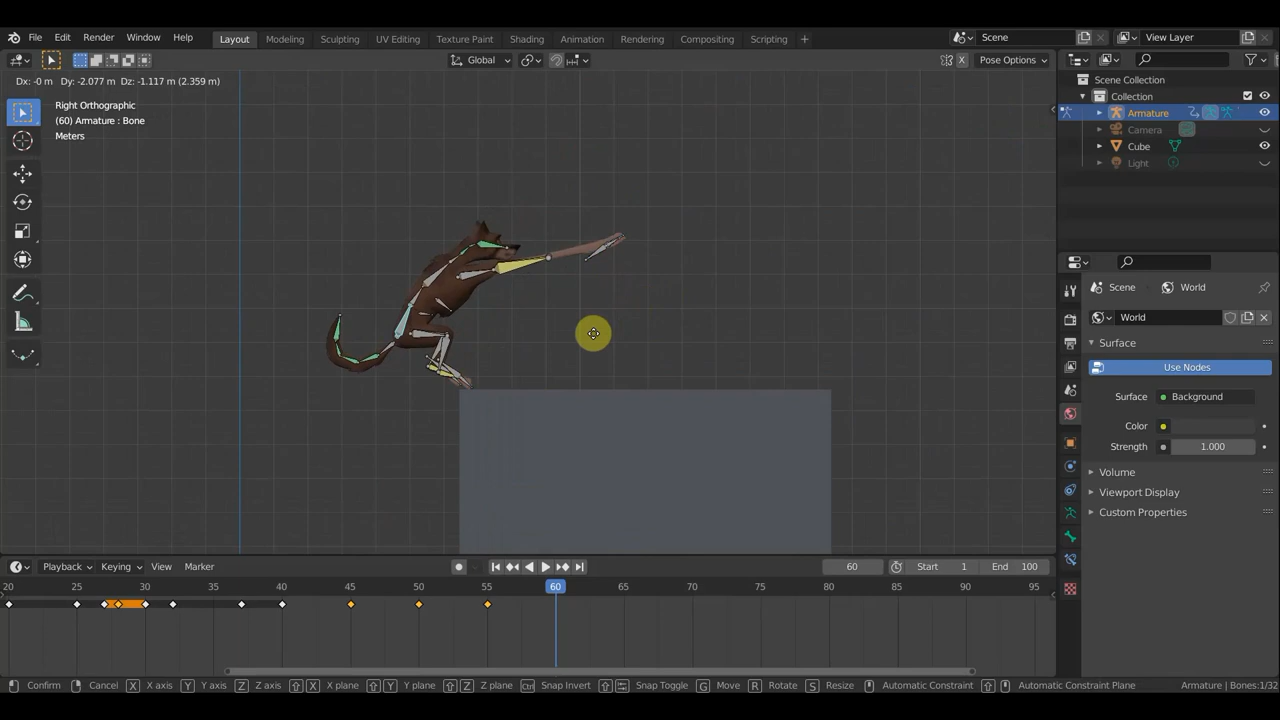 File Edit Render Window Help Layout Modeling Sculpting UV Editing Texture Paint Shading Animation Rendering Compositing Scripting + Scene View Layer
Global Pose Options
X
Dx: -0 m Dy: -2.077 m Dz: -1.117 m (2.359 m)
Right Orthographic
(60) Armature : Bone
Meters
Scene Collection
Collection
Armature
Camera
Cube
Light
Scene World
World
Surface
Use Nodes
Surface Background
Color
Strength 1.000
Volume
Viewport Display
Custom Properties
Playback Keying View Marker 60 Start 1 End 100
20 25 30 35 40 45 50 55 60 65 70 75 80 85 90 95
Confirm Cancel X X axis Y Y axis Z Z axis X X plane Y Y plane Z Z plane Ctrl Snap Invert Snap Toggle G Move R Rotate S Resize Automatic Constraint Automatic Constraint Plane Armature | Bones:1/32